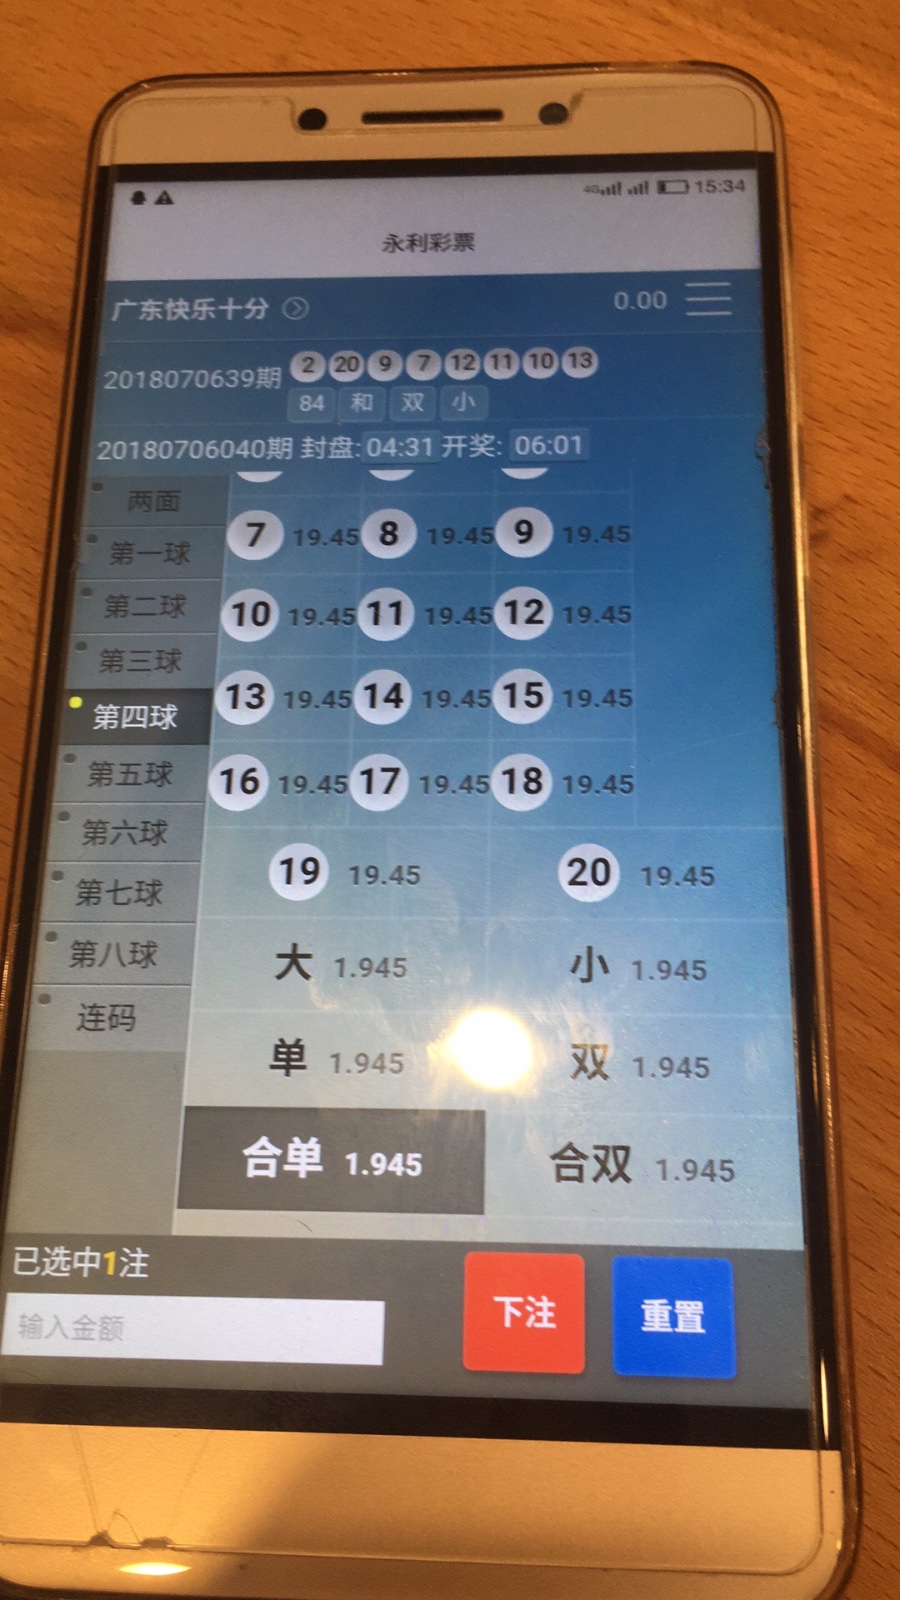 4G 15:34
永利彩票
广东快乐十分 0.00
2018070639期 2 20 9 7 12 11 10 13
84 和 双 小
20180706040期 封盘: 04:31 开奖: 06:01
两面
第一球
第二球
第三球
第四球
第五球
第六球
第七球
第八球
连码
7 19.45 8 19.45 9 19.45
10 19.45 11 19.45 12 19.45
13 19.45 14 19.45 15 19.45
16 19.45 17 19.45 18 19.45
19 19.45 20 19.45
大 1.945 小 1.945
单 1.945 双 1.945
合单 1.945 合双 1.945
已选中1注
输入金额
下注 重置